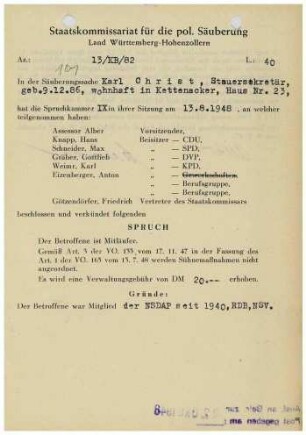 Staatskommissariat für die pol. Säuberung
Land Württemberg-Hohenzollern
Az.: 13/KB/82 L: 40
In der Säuberungssache Karl C h r i s t , Steuersekretär,
geb.9.12.86, wohnhaft in Kettenacker, Haus Nr. 23,
hat die Spruchkammer IX in ihrer Sitzung am 13.8.1948 , an welcher
teilgenommen haben:
Assessor Alber Vorsitzender,
Knapp, Hans Beisitzer — CDU,
Schneider, Max „ — SPD,
Gräber, Gottlieb „ — DVP,
Weimr, Karl „ — KPD,
Eizenberger, Anton „ — Gewerkschaften,
„ — Berufsgruppe,
„ — Berufsgruppe,
Götzendörfer, Friedrich Vertreter des Staatskommissars
beschlossen und verkündet folgenden
SPRUCH
Der Betroffene ist Mitläufer.
Gemäß Art. 3 der VO. 133 vom 17. 11. 47 in der Fassung des
Art. 1 der VO. 165 vom 13. 7. 48 werden Sühnemaßnahmen nicht
angeordnet.
Es wird eine Verwaltungsgebühr von DM 20.-- erhoben.
Gründe:
Der Betroffene war Mitglied der NSDAP seit 1940, RDB, NSV.